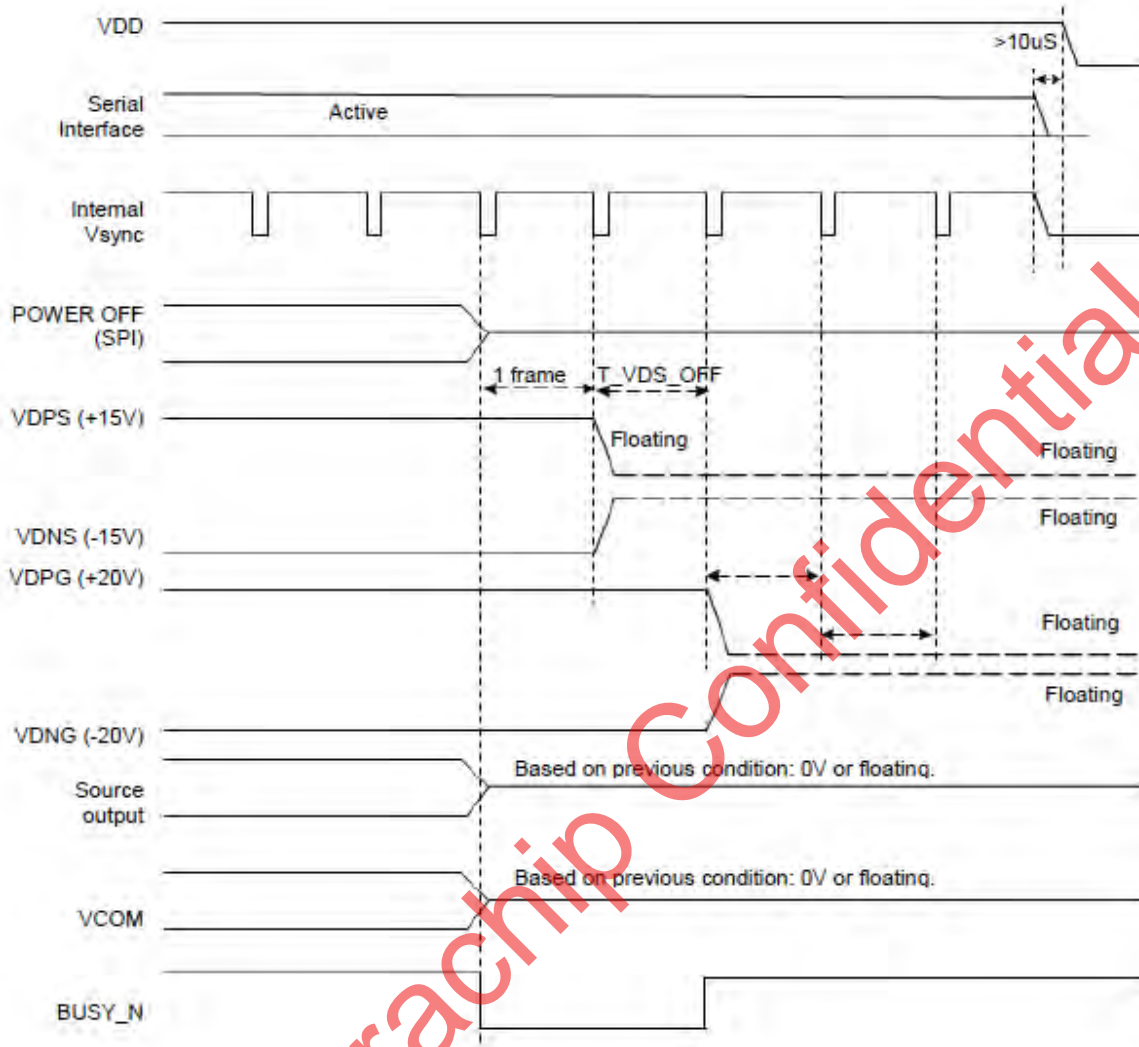 VDD
>10uS
Serial
Interface
Active
Internal
Vsync
POWER OFF
(SPI)
1 frame
T_VDS_OFF
VDPS (+15V)
Floating
Floating
VDNS (-15V)
Floating
VDPG (+20V)
Floating
Floating
VDNG (-20V)
Based on previous condition: 0V or floating.
Source
output
Based on previous condition: 0V or floating.
VCOM
BUSY_N
rachip Confidential